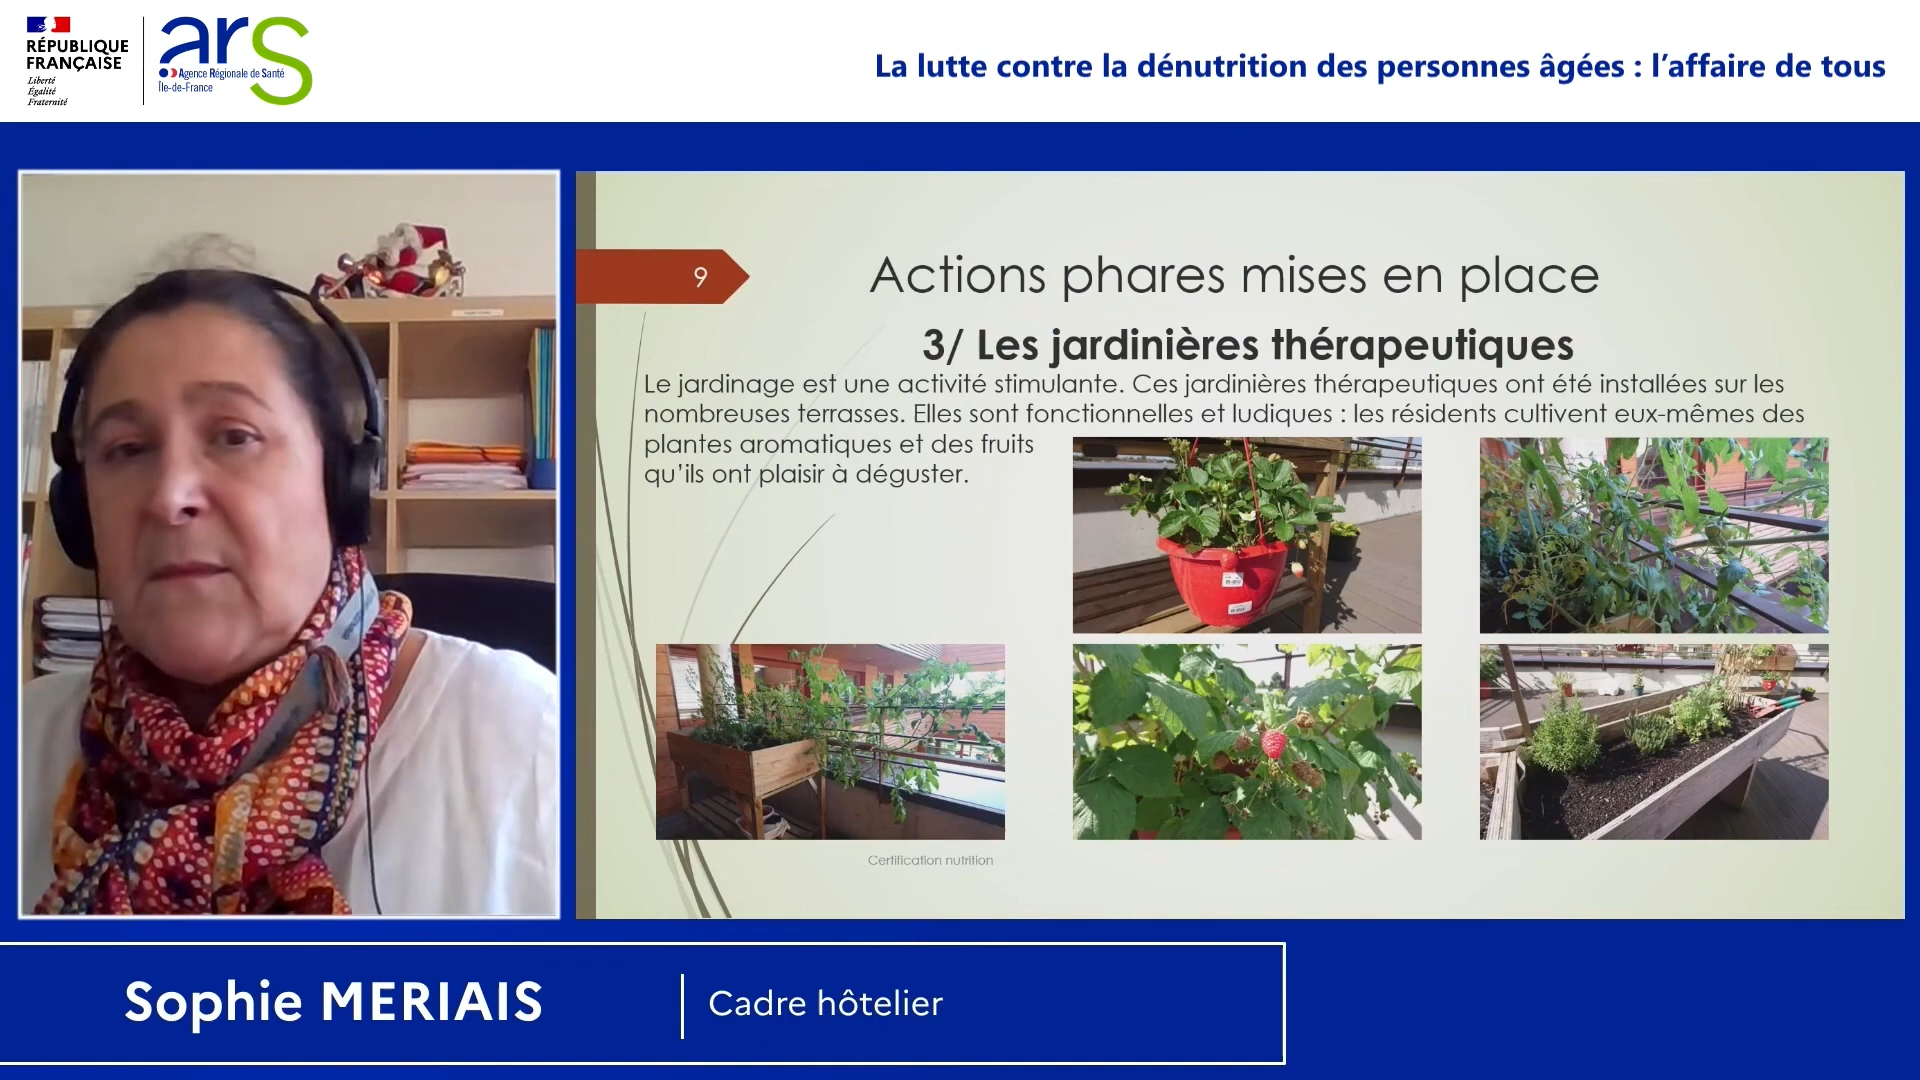 RÉPUBLIQUE
FRANÇAISE
Liberté
Égalité
Fraternité
ars
Agence Régionale de Santé
Île-de-France
La lutte contre la dénutrition des personnes âgées : l’affaire de tous
9
Actions phares mises en place
3/ Les jardinières thérapeutiques
Le jardinage est une activité stimulante. Ces jardinières thérapeutiques ont été installées sur les
nombreuses terrasses. Elles sont fonctionnelles et ludiques : les résidents cultivent eux-mêmes des
plantes aromatiques et des fruits
qu’ils ont plaisir à déguster.
Certification nutrition
Sophie MERIAIS
Cadre hôtelier